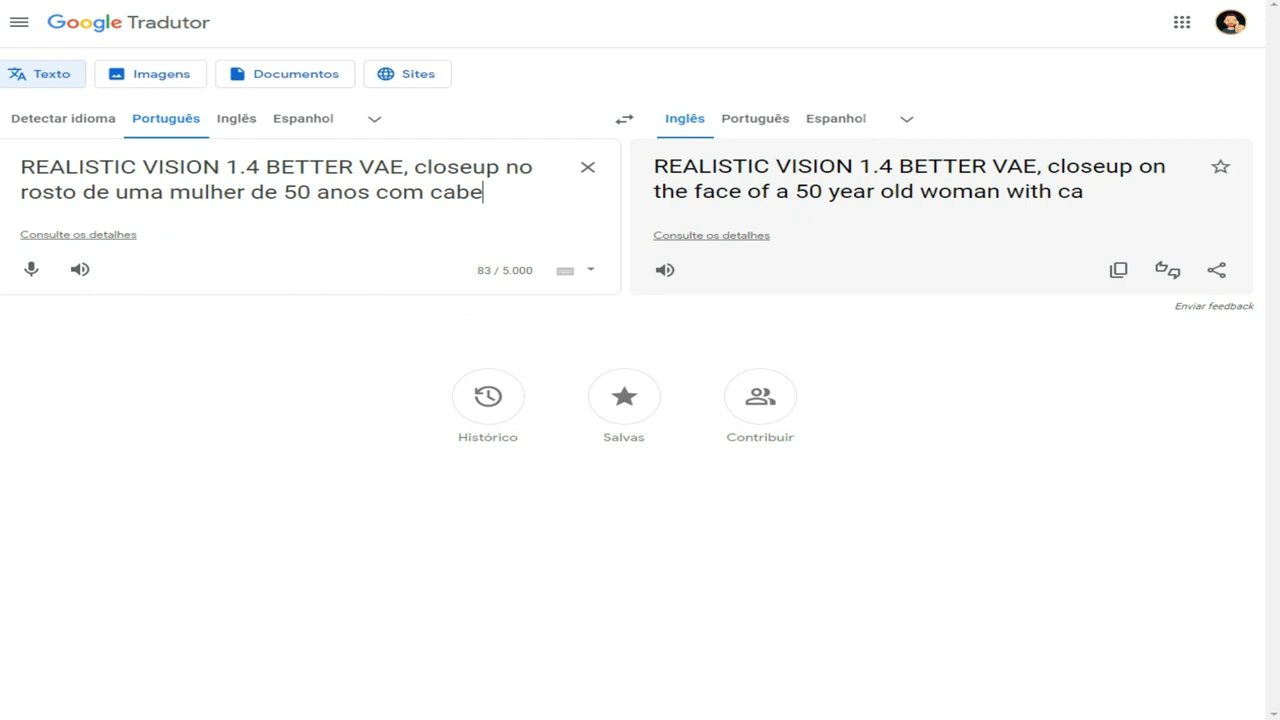 Google Tradutor
Texto Imagens Documentos Sites
Detectar idioma Português Inglês Espanhol Inglês Português Espanhol
REALISTIC VISION 1.4 BETTER VAE, closeup no
rosto de uma mulher de 50 anos com cabe
Consulte os detalhes
83 / 5.000
REALISTIC VISION 1.4 BETTER VAE, closeup on
the face of a 50 year old woman with ca
Consulte os detalhes
Enviar feedback
Histórico Salvas Contribuir